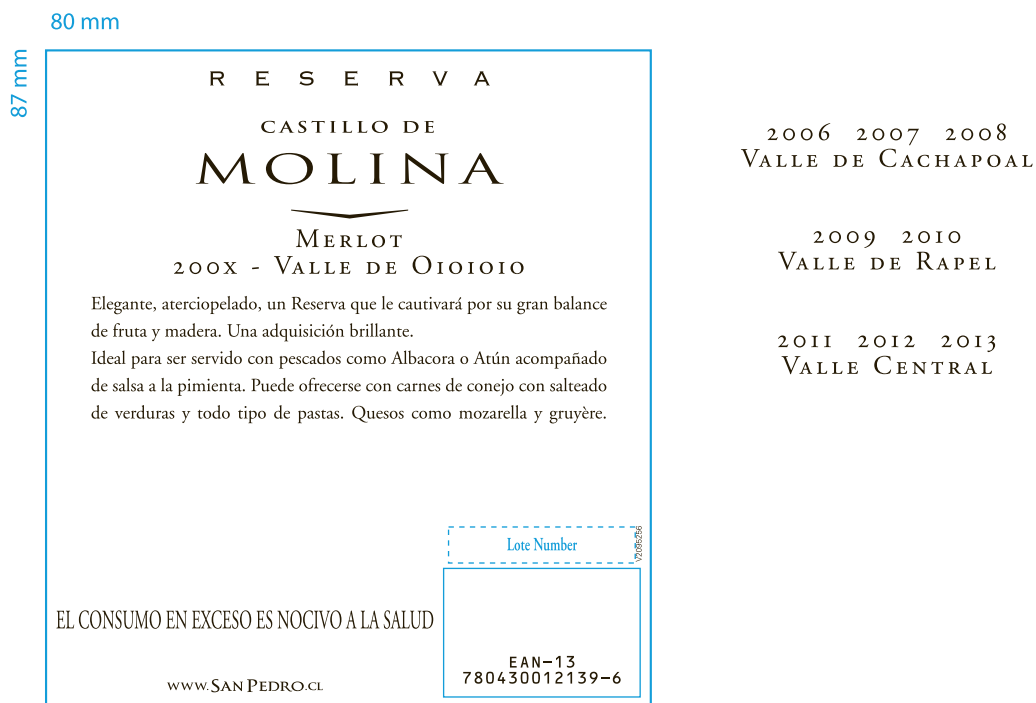 80 mm
87 mm
RESERVA
CASTILLO DE
MOLINA
MERLOT
200X - VALLE DE OIOIOIO
Elegante, aterciopelado, un Reserva que le cautivará por su gran balance
de fruta y madera. Una adquisición brillante.
Ideal para ser servido con pescados como Albacora o Atún acompañado
de salsa a la pimienta. Puede ofrecerse con carnes de conejo con salteado
de verduras y todo tipo de pastas. Quesos como mozarella y gruyère.
Lote Number
V2095256
EL CONSUMO EN EXCESO ES NOCIVO A LA SALUD
EAN-13
780430012139-6
WWW.SAN PEDRO.CL
2006 2007 2008
VALLE DE CACHAPOAL
2009 2010
VALLE DE RAPEL
2011 2012 2013
VALLE CENTRAL